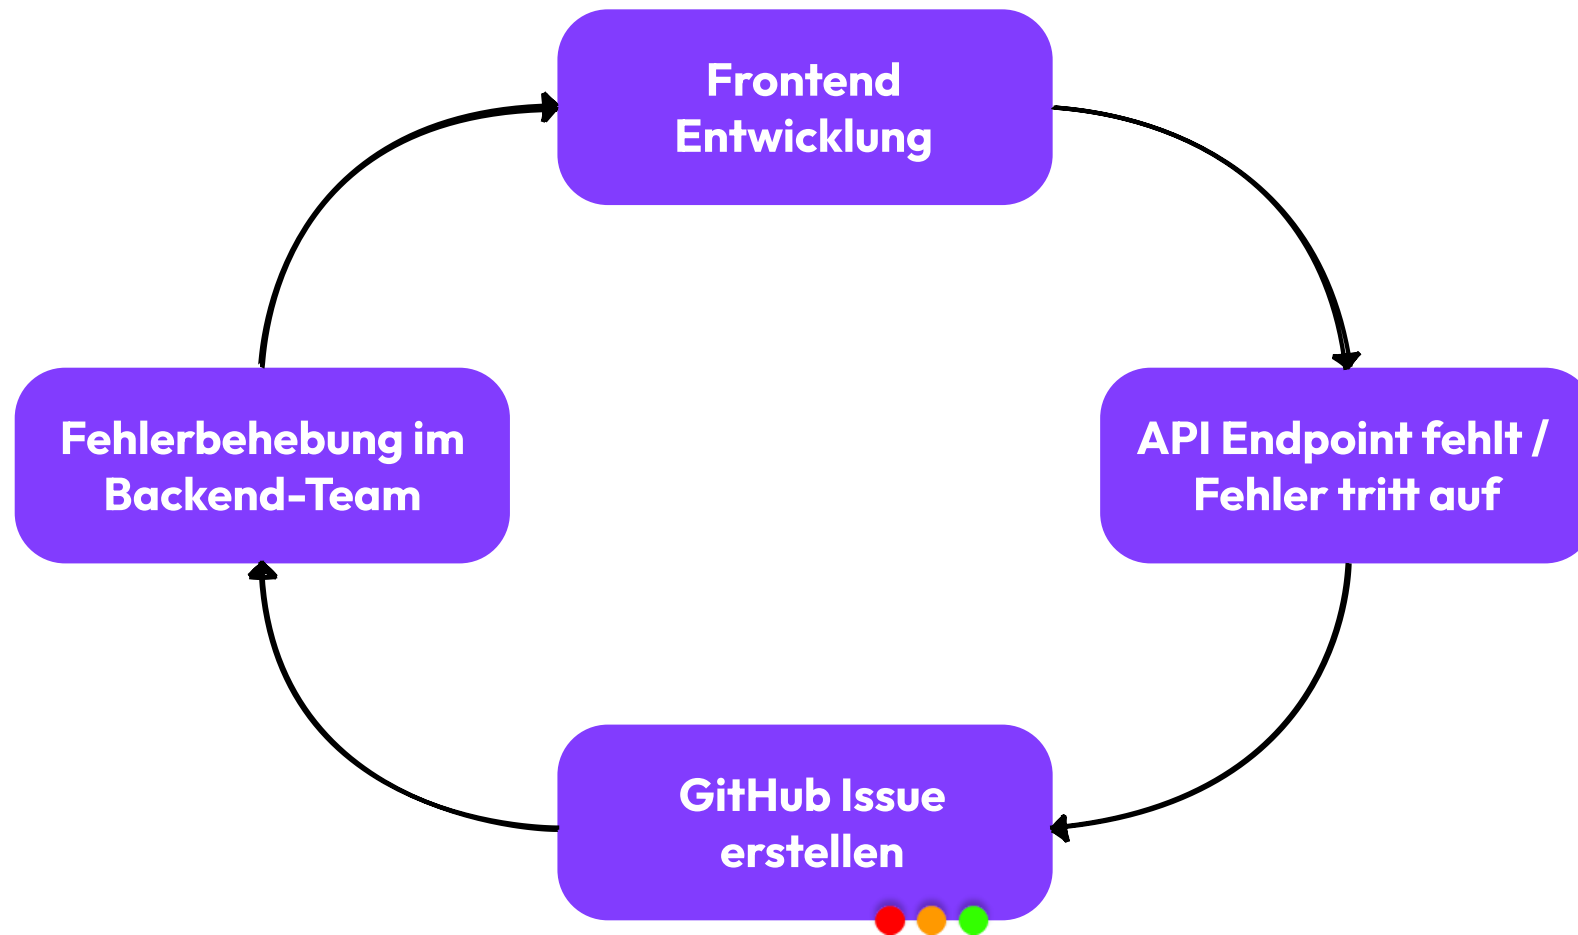 Frontend
Entwicklung
API Endpoint fehlt /
Fehler tritt auf
GitHub Issue
erstellen
Fehlerbehebung im
Backend-Team